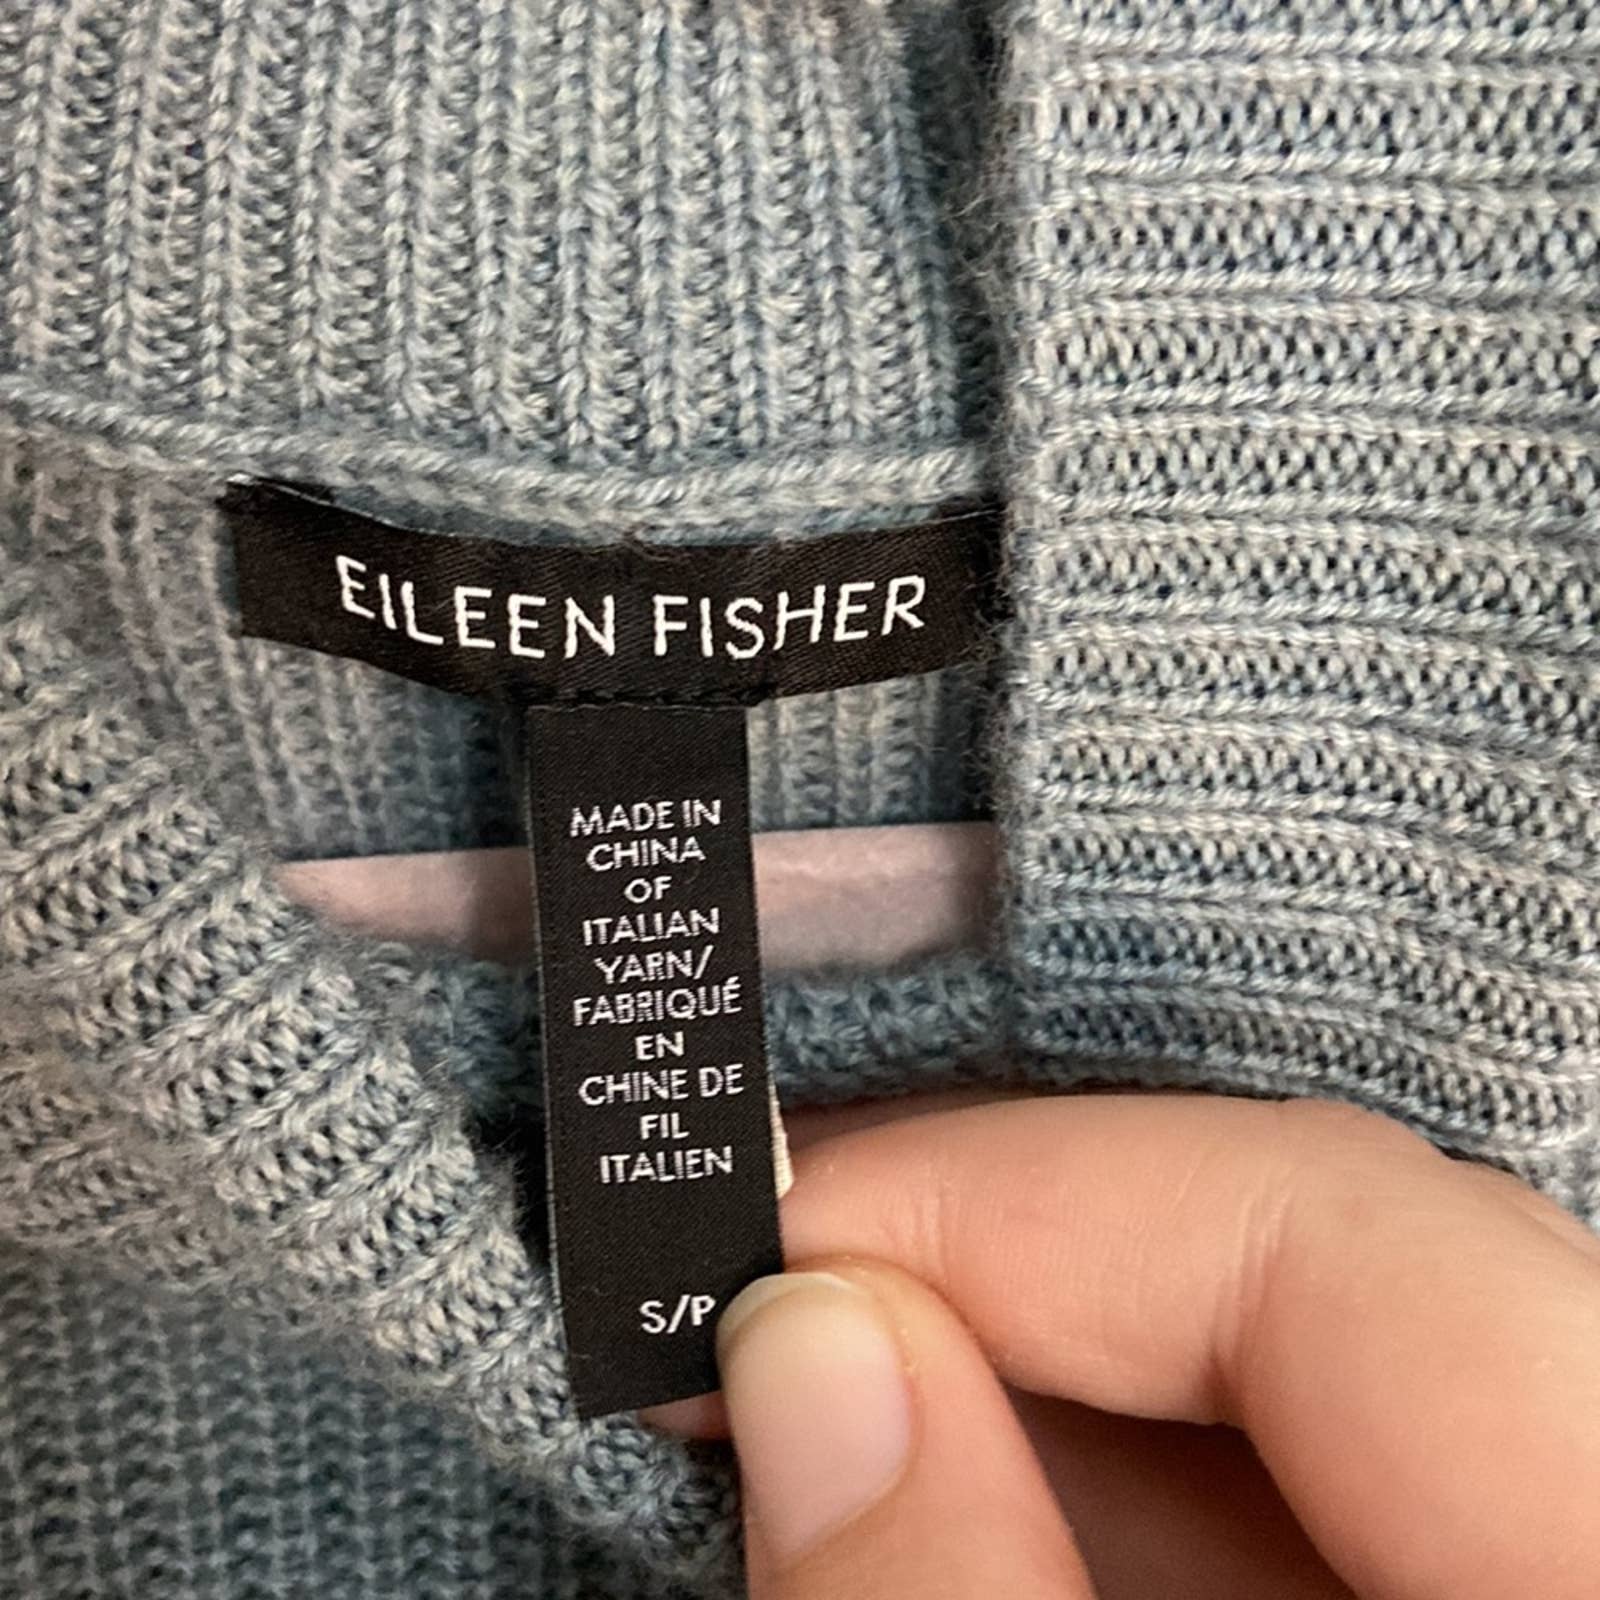 EILEEN FISHER
MADE IN
CHINA
OF
ITALIAN
YARN/
FABRIQUÉ
EN
CHINE DE
FIL
ITALIEN
S/P